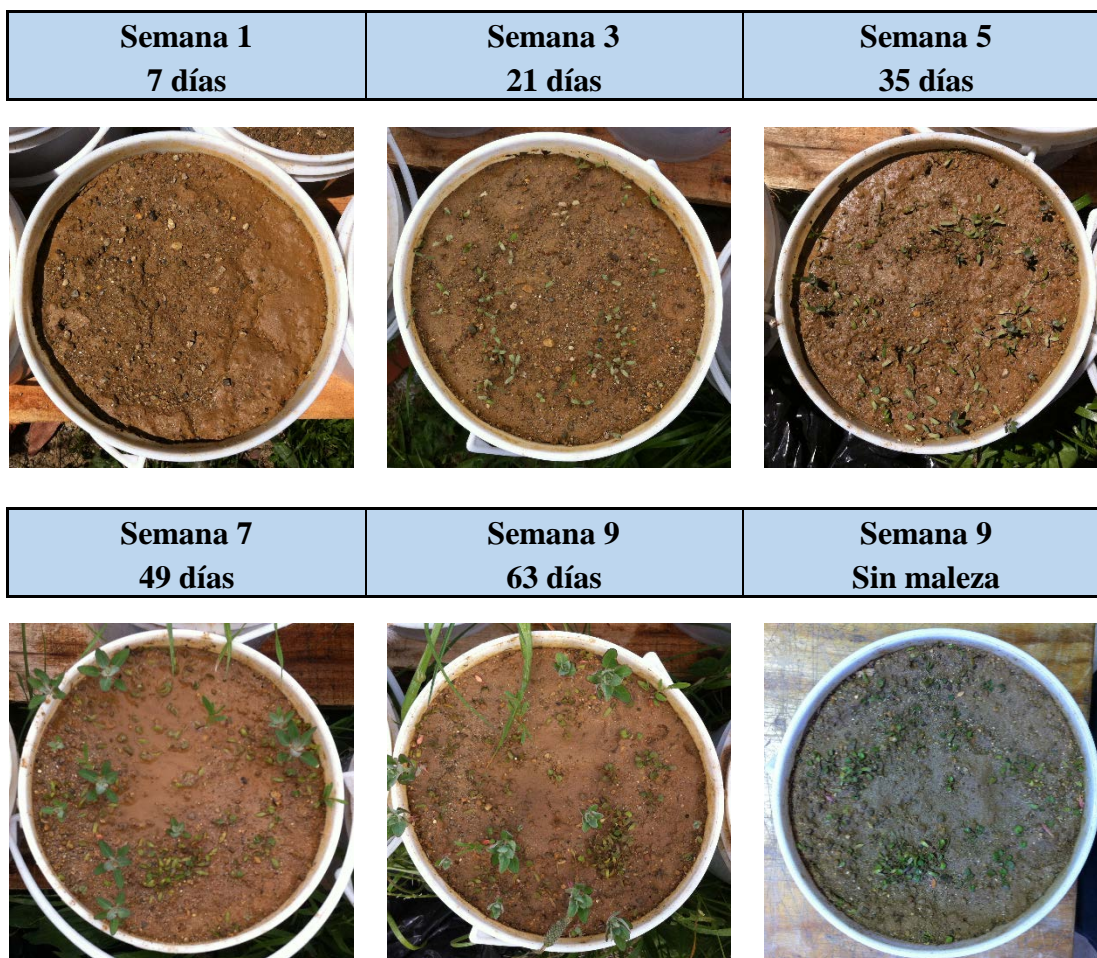 Semana 1
7 días
Semana 3
21 días
Semana 5
35 días
Semana 7
49 días
Semana 9
63 días
Semana 9
Sin maleza